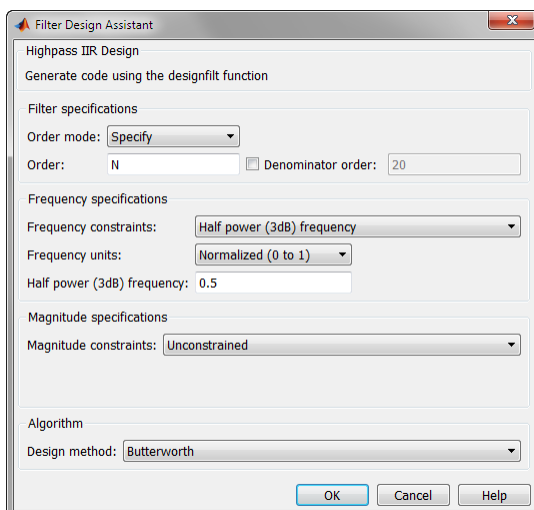 Filter Design Assistant
Highpass IIR Design
Generate code using the designfilt function
Filter specifications
Order mode: Specify
Order: N Denominator order: 20
Frequency specifications
Frequency constraints: Half power (3dB) frequency
Frequency units: Normalized (0 to 1)
Half power (3dB) frequency: 0.5
Magnitude specifications
Magnitude constraints: Unconstrained
Algorithm
Design method: Butterworth
OK Cancel Help